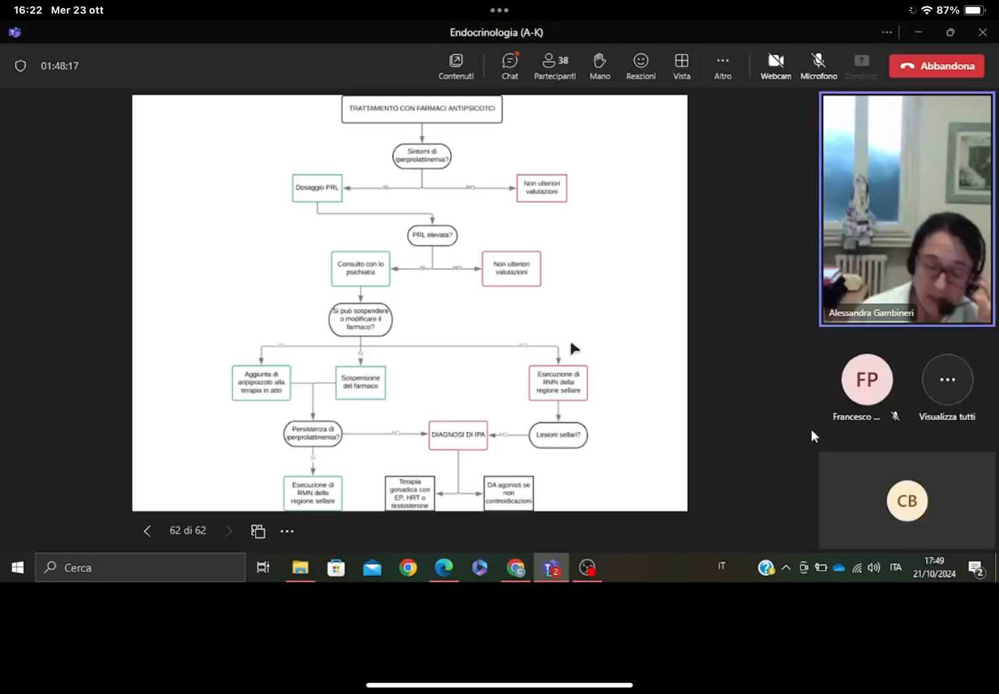 16:22 Mer 23 ott
87%
Endocrinologia (A-K)
01:48:17
Contenuti
Chat
38
Partecipanti
Mano
Reazioni
Vista
Altro
Webcam
Microfono
Condividi
Abbandona
TRATTAMENTO CON FARMACI ANTIPSICOTCI
Sintomi di
iperprolattinemia?
Dosaggio PRL
SI
NO
Non ulteriori
valutazioni
PRL elevata?
Consulto con lo
psichiatra
SI
NO
Non ulteriori
valutazioni
Si può sospendere
o modificare il
farmaco?
SI
SI
NO
Aggiunta di
aripiprazolo alla
terapia in atto
Sospensione
del farmaco
Esecuzione di
RMN della
regione sellare
Persistenza di
iperprolattinemia?
NO
DIAGNOSI DI IPA
NO
Lesioni sellari?
SI
Esecuzione di
RMN della
regione sellare
Terapia
gonadica con
EP, HRT o
testosterone
DA agonisti se
non
controidicazioni
Alessandra Gambineri
FP
Francesco ...
Visualizza tutti
CB
62 di 62
Cerca
2
IT
ITA
17:49
21/10/2024
2